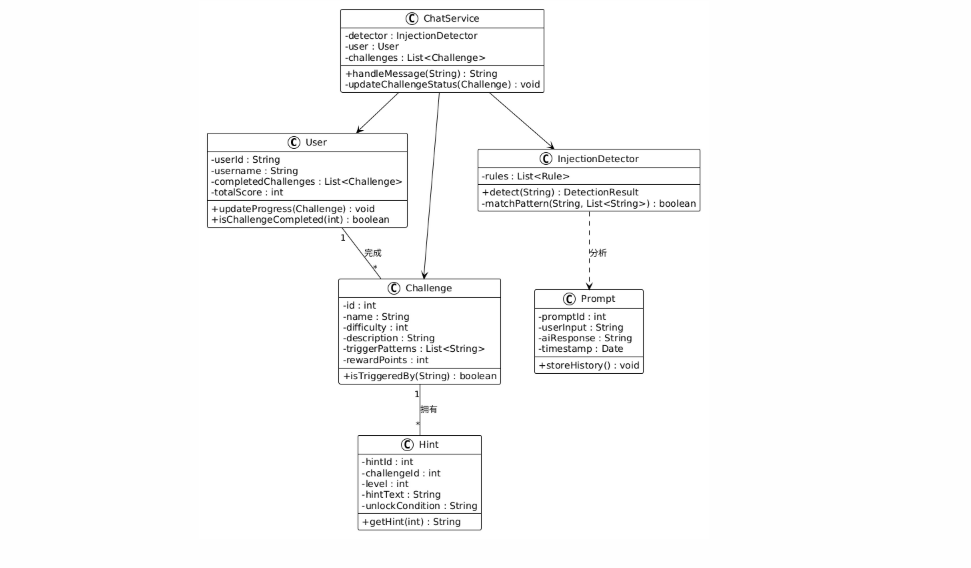 C ChatService
-detector : InjectionDetector
-user : User
-challenges : List<Challenge>
+handleMessage(String) : String
-updateChallengeStatus(Challenge) : void
C User
-userId : String
-username : String
-completedChallenges : List<Challenge>
-totalScore : int
+updateProgress(Challenge) : void
+isChallengeCompleted(int) : boolean
C InjectionDetector
-rules : List<Rule>
+detect(String) : DetectionResult
-matchPattern(String, List<String>) : boolean
1
完成
*
分析
C Challenge
-id : int
-name : String
-difficulty : int
-description : String
-triggerPatterns : List<String>
-rewardPoints : int
+isTriggeredBy(String) : boolean
C Prompt
-promptId : int
-userInput : String
-aiResponse : String
-timestamp : Date
+storeHistory() : void
1
拥有
*
C Hint
-hintId : int
-challengeId : int
-level : int
-hintText : String
-unlockCondition : String
+getHint(int) : String